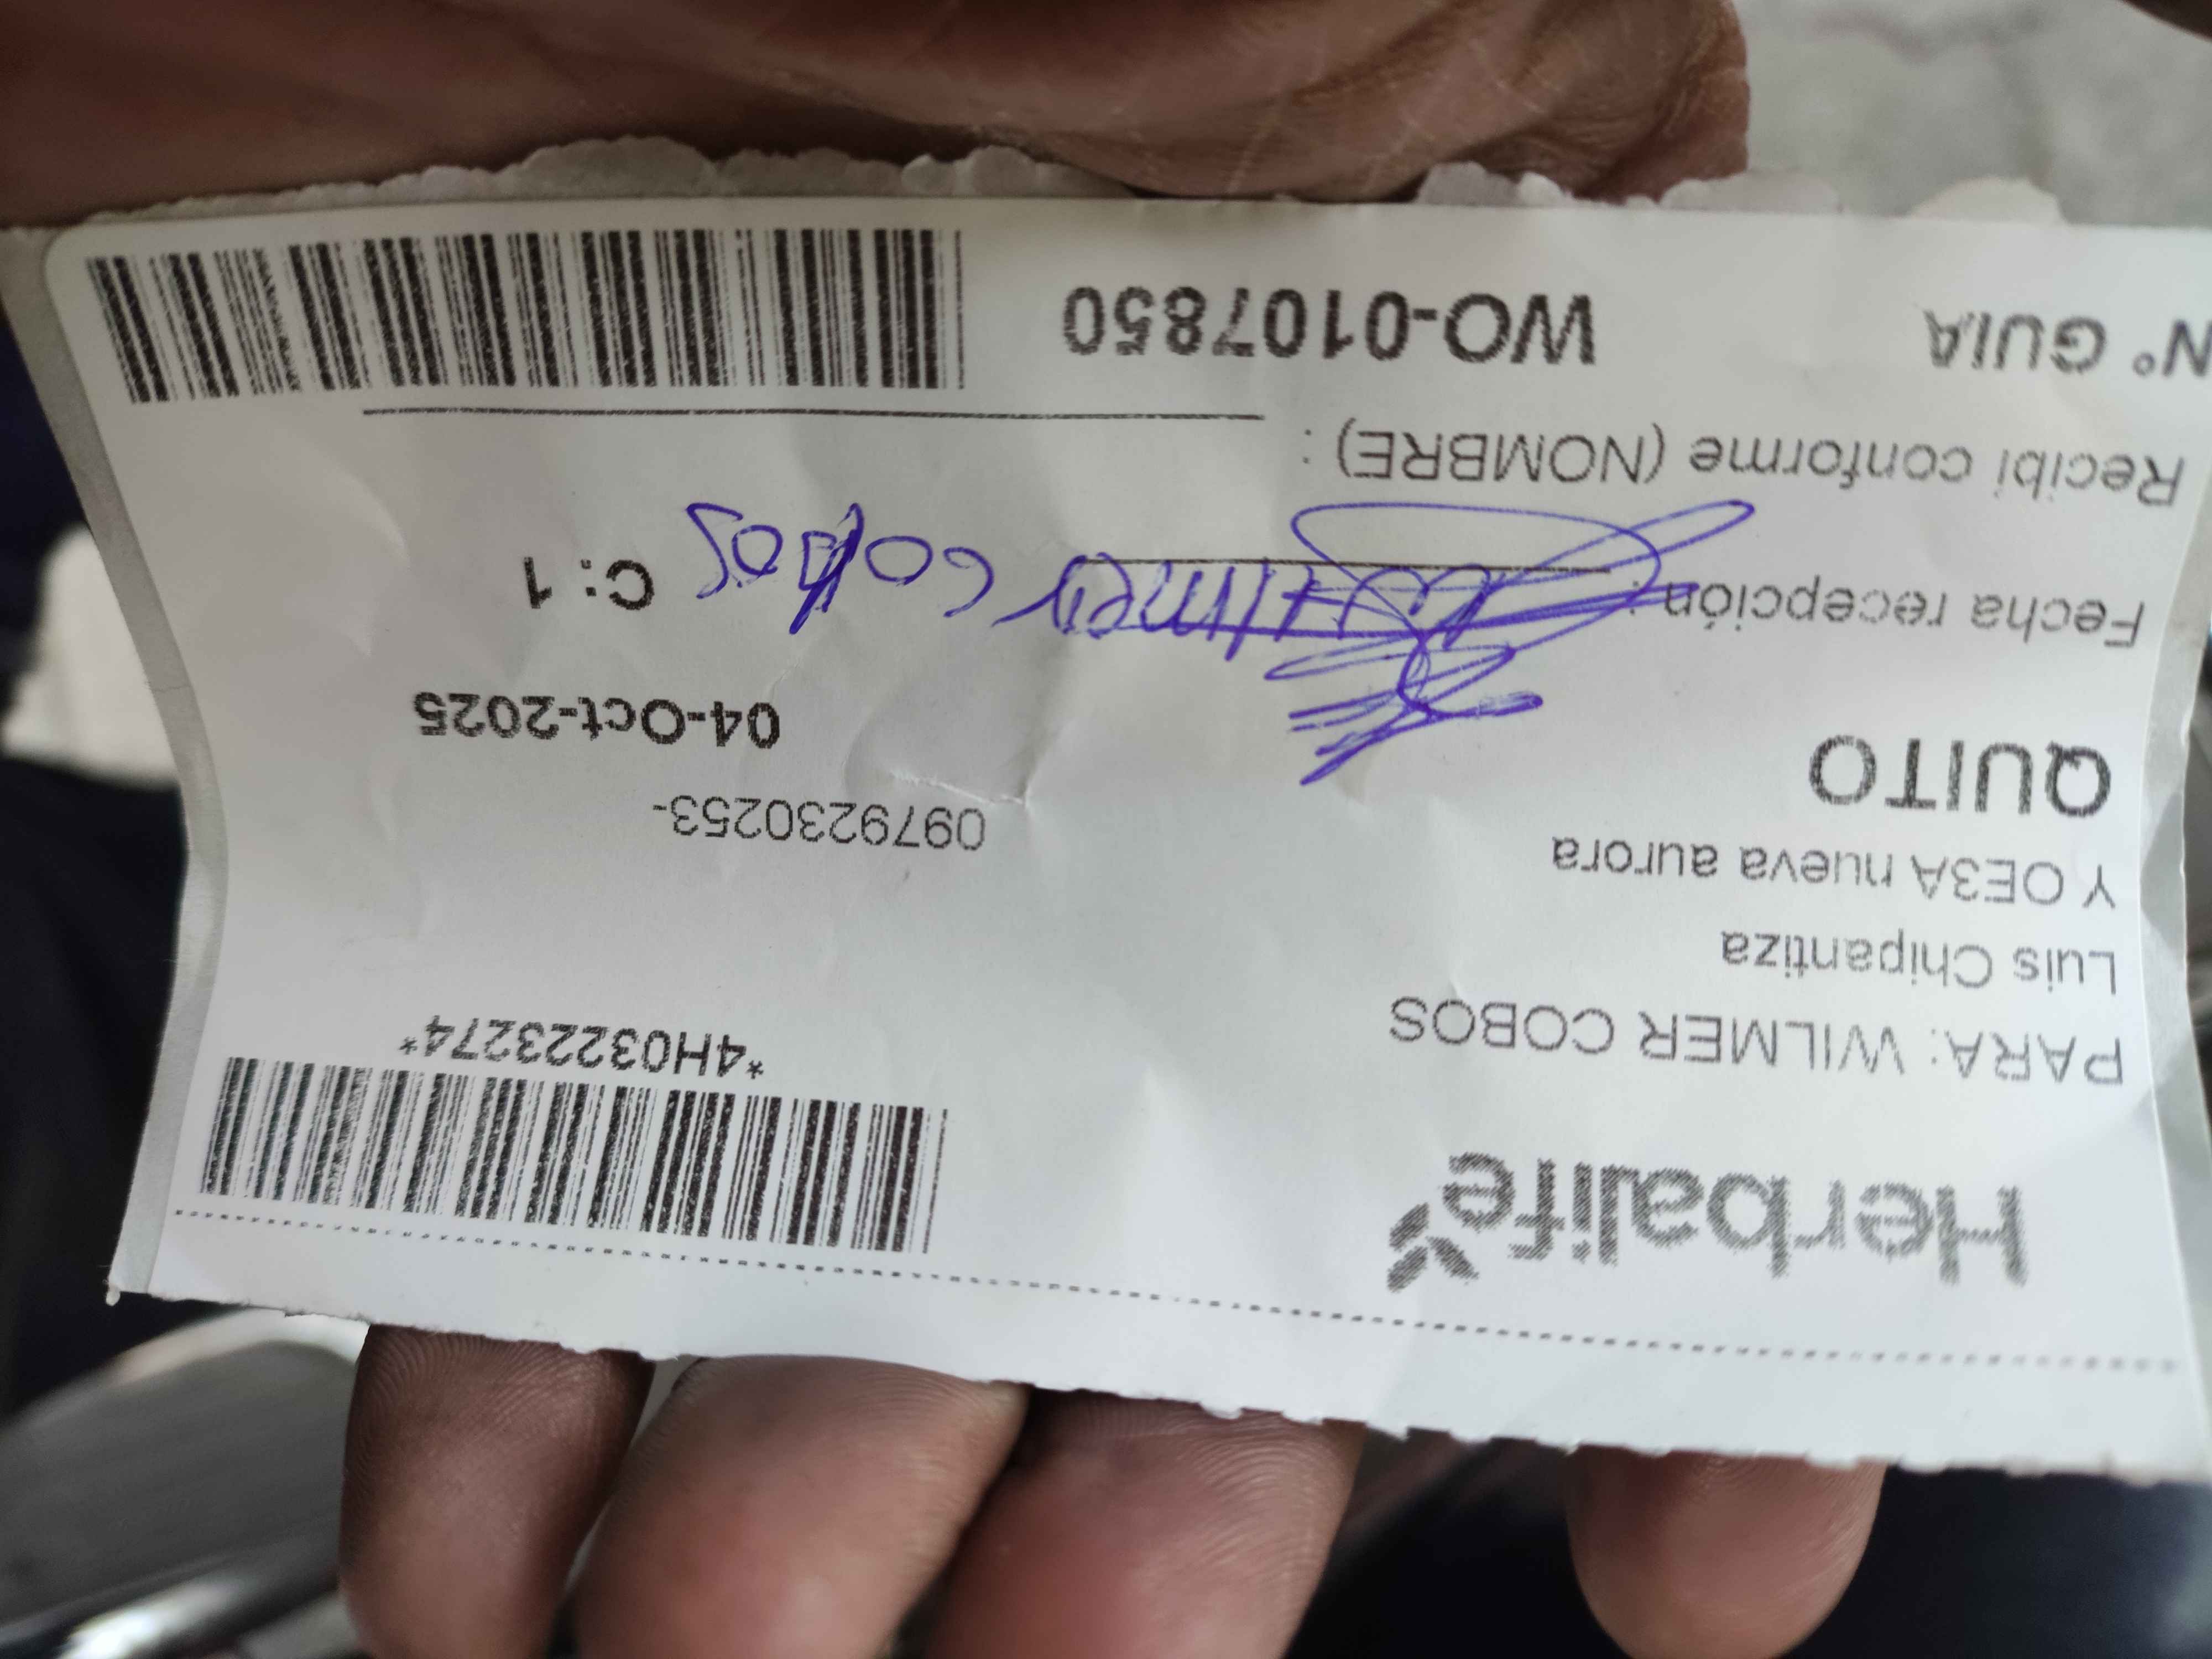 Herbalife
*4H03223274*
PARA: WILMER COBOS
Luis Chipantiza
Y OE3A nueva aurora
0979230253-
QUITO
04-Oct-2025
Fecha recepción :
Wilmer Cobos
C: 1
Recibi conforme (NOMBRE) :
N° GUIA
WO-0107850